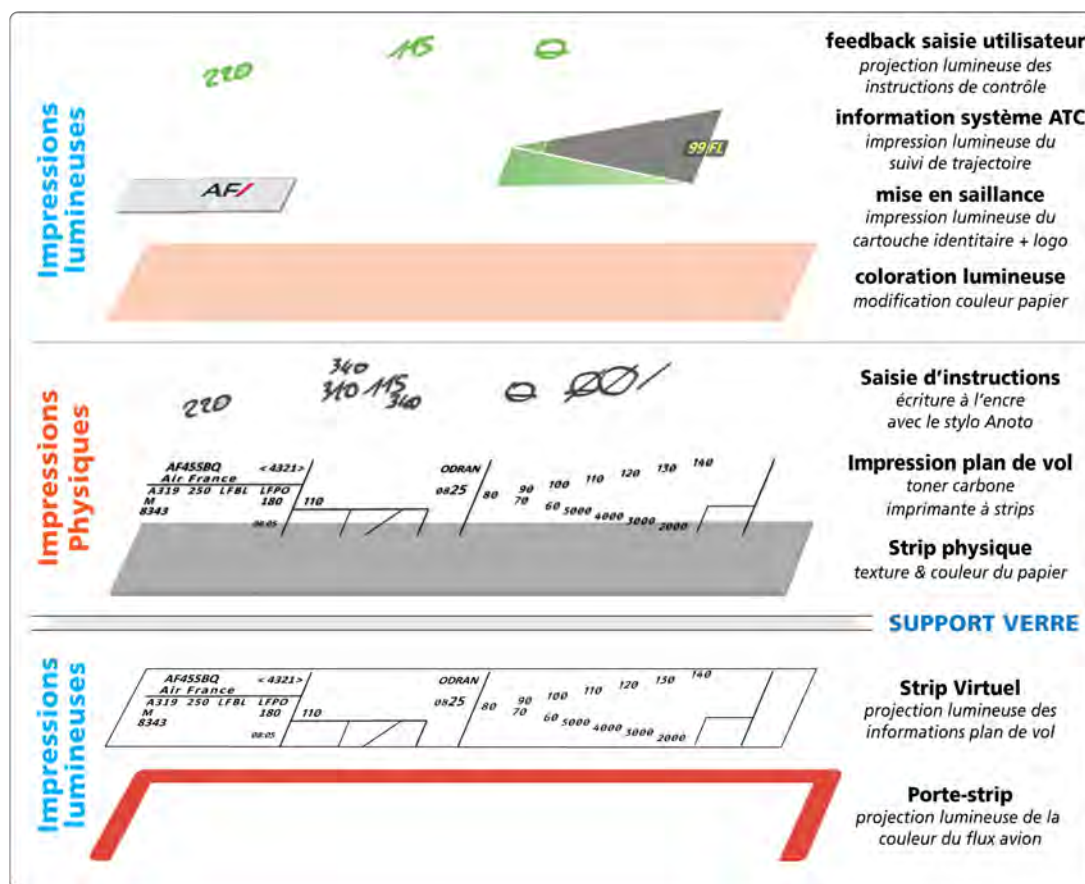 Impressions
lumineuses
220
115
feedback saisie utilisateur
projection lumineuse des
instructions de contrôle
99 FL
information système ATC
impression lumineuse du
suivi de trajectoire
AF/
mise en saillance
impression lumineuse du
cartouche identitaire + logo
coloration lumineuse
modification couleur papier
Impressions
Physiques
220
340
310 115
340
Saisie d'instructions
écriture à l'encre
avec le stylo Anoto
AF455BQ <4321>
Air France
A319 250 LFBL LFPO
M 180
8343
08:05
110
ODRAN
0825
80 90 100 110 120 130 140
70 60 5000 4000 3000 2000
Impression plan de vol
toner carbone
imprimante à strips
Strip physique
texture & couleur du papier
SUPPORT VERRE
Impressions
lumineuses
AF455BQ <4321>
Air France
A319 250 LFBL LFPO
M 180
8343
08:05
110
ODRAN
0825
80 90 100 110 120 130 140
70 60 5000 4000 3000 2000
Strip Virtuel
projection lumineuse des
informations plan de vol
Porte-strip
projection lumineuse de la
couleur du flux avion